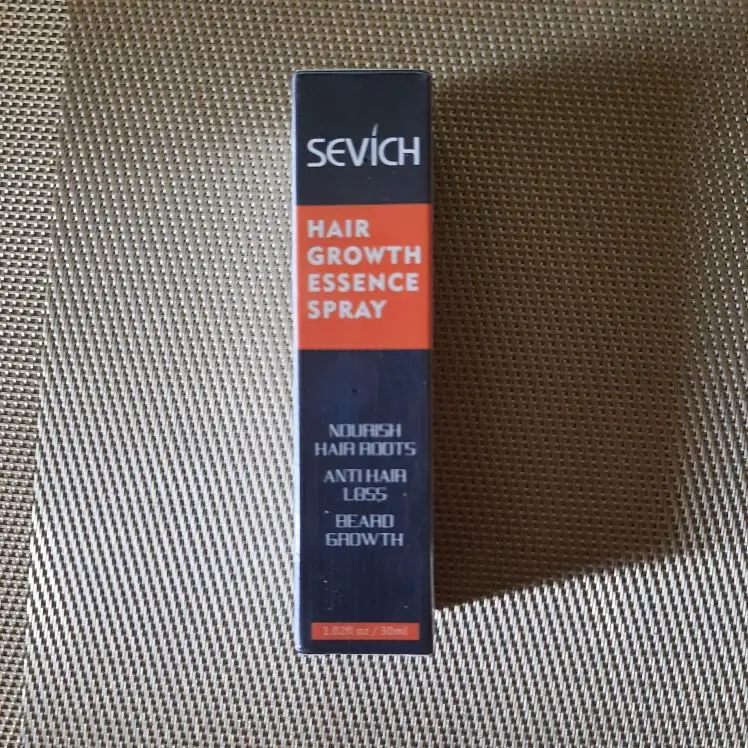 SEVICH
HAIR
GROWTH
ESSENCE
SPRAY
NOURISH
HAIR ROOTS
ANTI HAIR
LOSS
BEARD
GROWTH
1.02fl oz / 30ml